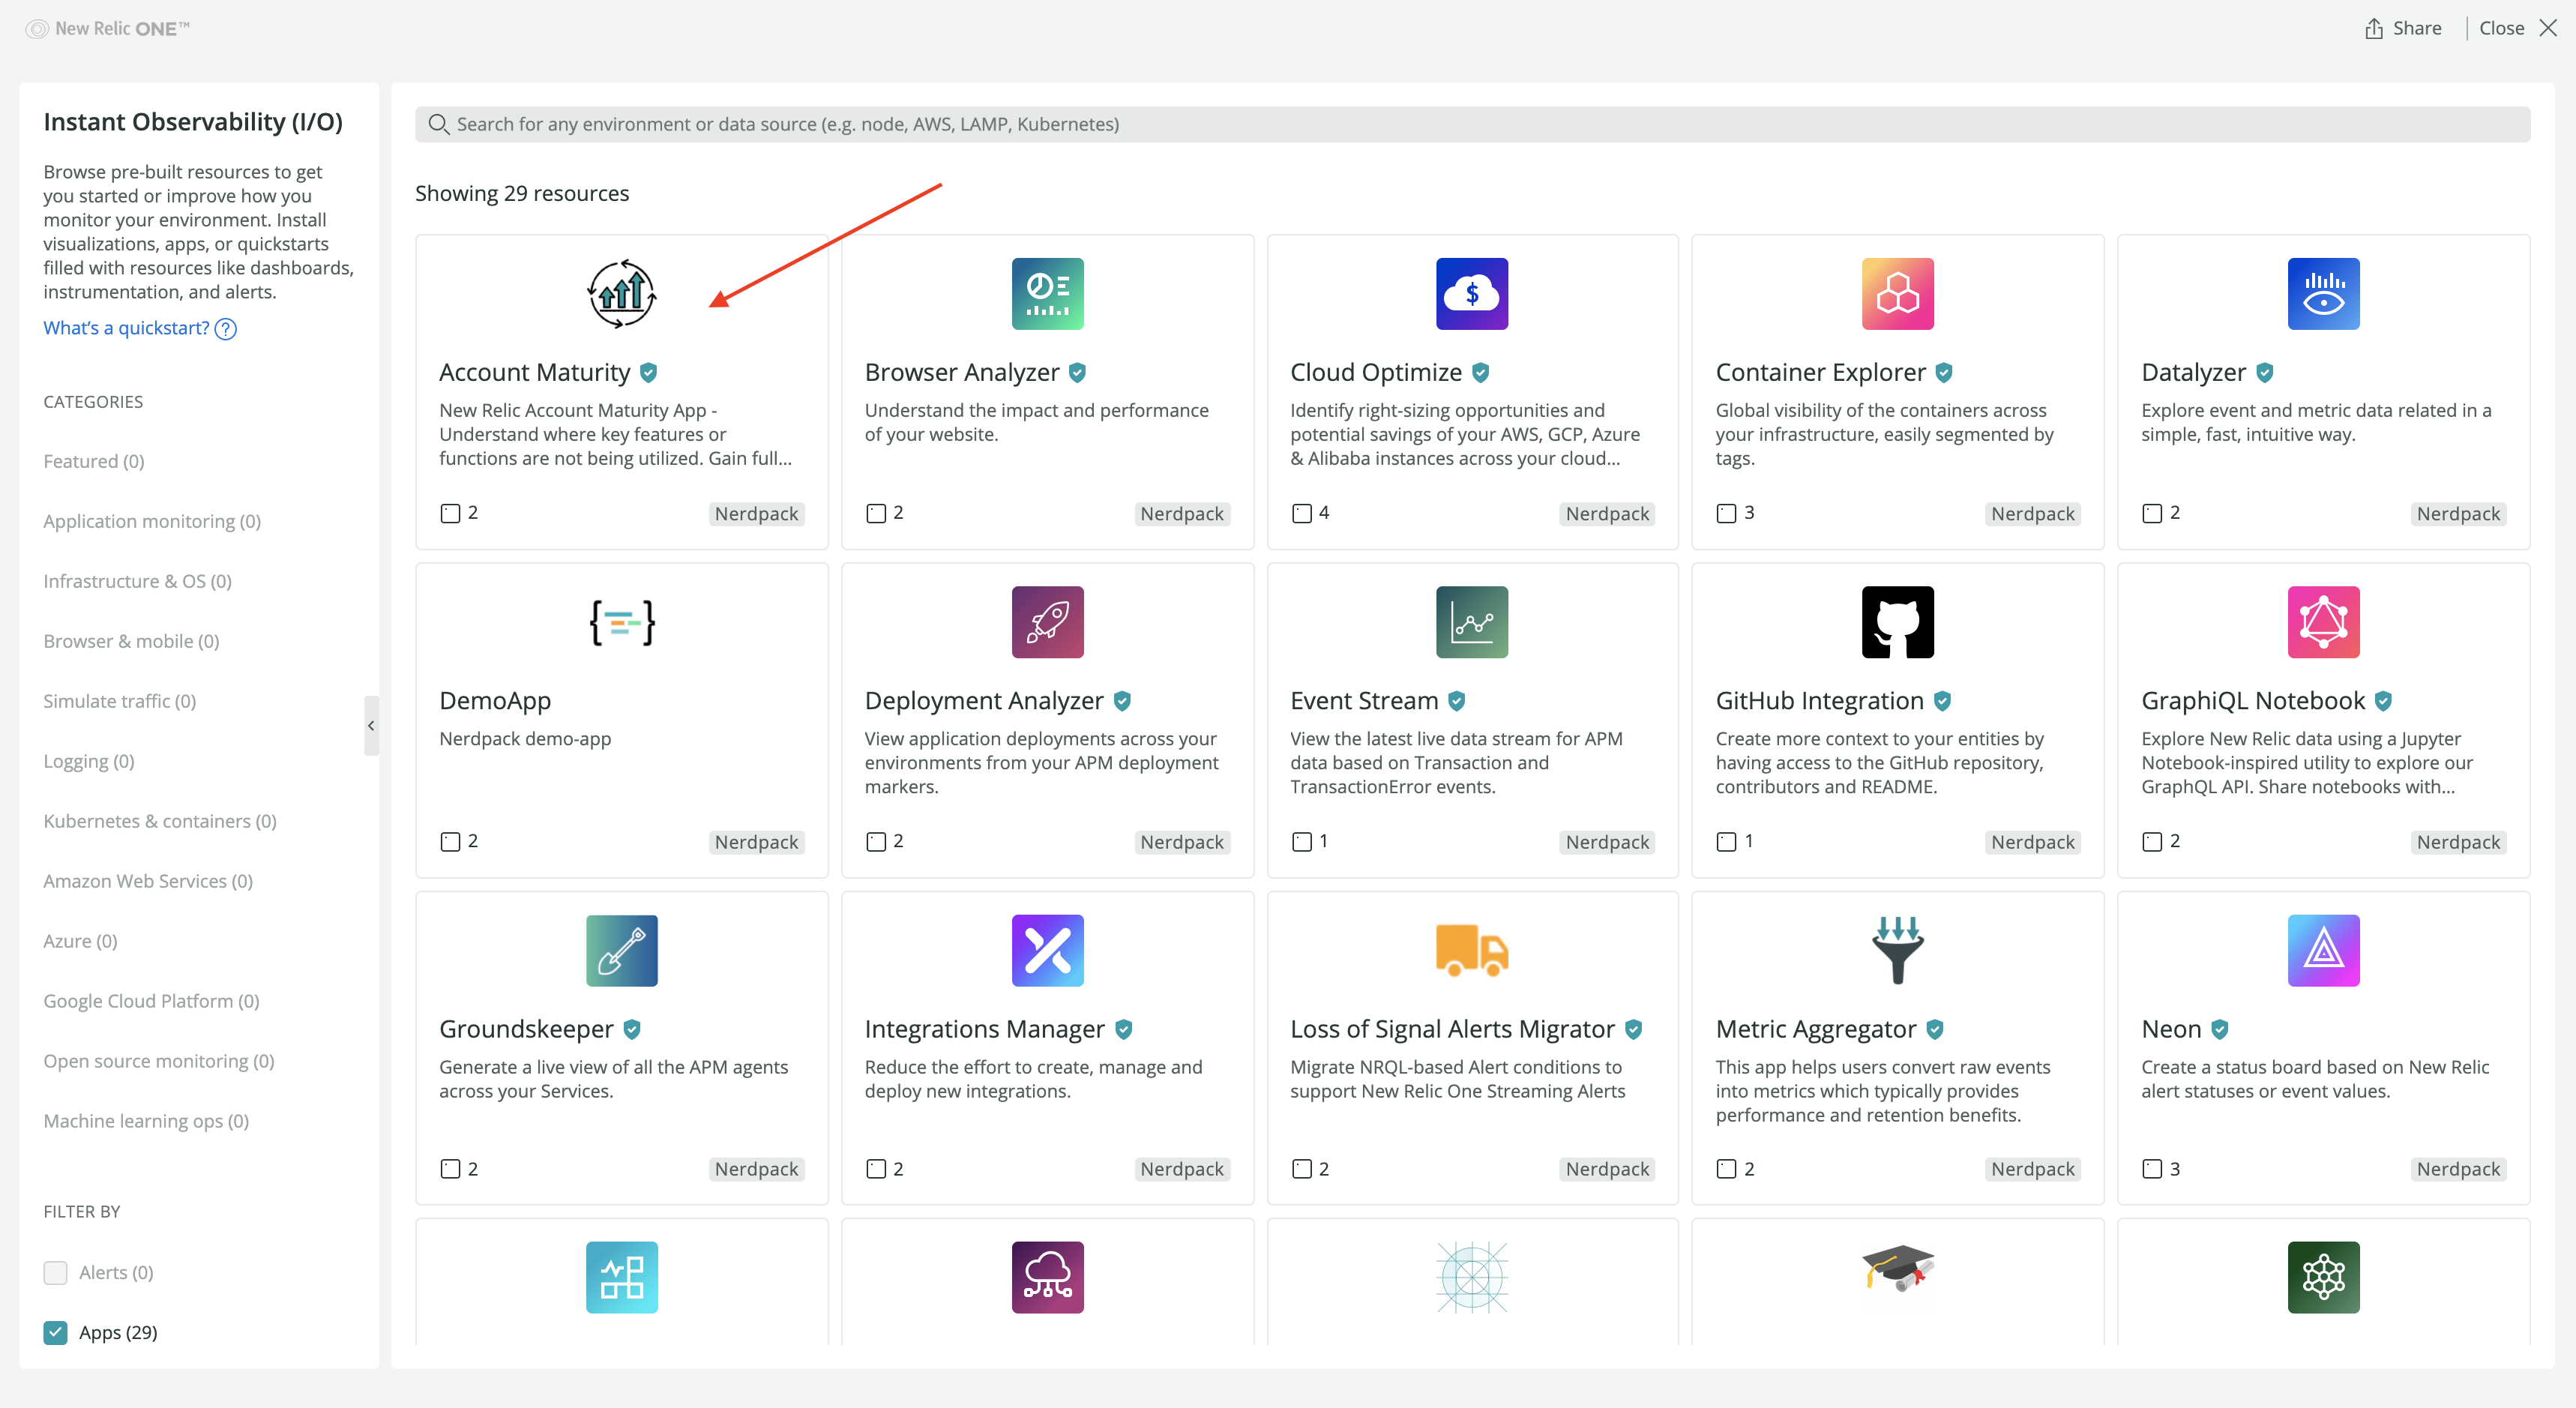 New Relic ONE™
Share
Close
Instant Observability (I/O)
Browse pre-built resources to get
you started or improve how you
monitor your environment. Install
visualizations, apps, or quickstarts
filled with resources like dashboards,
instrumentation, and alerts.
What's a quickstart? ?
CATEGORIES
Featured (0)
Application monitoring (0)
Infrastructure & OS (0)
Browser & mobile (0)
Simulate traffic (0)
Logging (0)
Kubernetes & containers (0)
Amazon Web Services (0)
Azure (0)
Google Cloud Platform (0)
Open source monitoring (0)
Machine learning ops (0)
FILTER BY
Alerts (0)
Apps (29)
Search for any environment or data source (e.g. node, AWS, LAMP, Kubernetes)
Showing 29 resources
Account Maturity
New Relic Account Maturity App -
Understand where key features or
functions are not being utilized. Gain full...
2
Nerdpack
Browser Analyzer
Understand the impact and performance
of your website.
2
Nerdpack
$
Cloud Optimize
Identify right-sizing opportunities and
potential savings of your AWS, GCP, Azure
& Alibaba instances across your cloud...
4
Nerdpack
Container Explorer
Global visibility of the containers across
your infrastructure, easily segmented by
tags.
3
Nerdpack
Datalyzer
Explore event and metric data related in a
simple, fast, intuitive way.
2
Nerdpack
DemoApp
Nerdpack demo-app
2
Nerdpack
Deployment Analyzer
View application deployments across your
environments from your APM deployment
markers.
2
Nerdpack
Event Stream
View the latest live data stream for APM
data based on Transaction and
TransactionError events.
1
Nerdpack
GitHub Integration
Create more context to your entities by
having access to the GitHub repository,
contributors and README.
1
Nerdpack
GraphiQL Notebook
Explore New Relic data using a Jupyter
Notebook-inspired utility to explore our
GraphQL API. Share notebooks with...
2
Nerdpack
Groundskeeper
Generate a live view of all the APM agents
across your Services.
2
Nerdpack
Integrations Manager
Reduce the effort to create, manage and
deploy new integrations.
2
Nerdpack
Loss of Signal Alerts Migrator
Migrate NRQL-based Alert conditions to
support New Relic One Streaming Alerts
2
Nerdpack
Metric Aggregator
This app helps users convert raw events
into metrics which typically provides
performance and retention benefits.
2
Nerdpack
Neon
Create a status board based on New Relic
alert statuses or event values.
3
Nerdpack